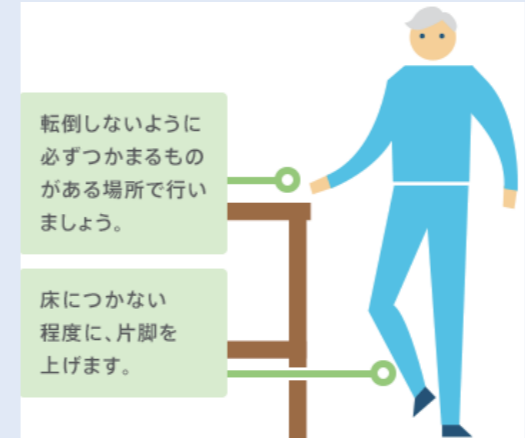 転倒しないように
必ずつかまるもの
がある場所で行い
ましょう。
床につかない
程度に、片脚を
上げます。